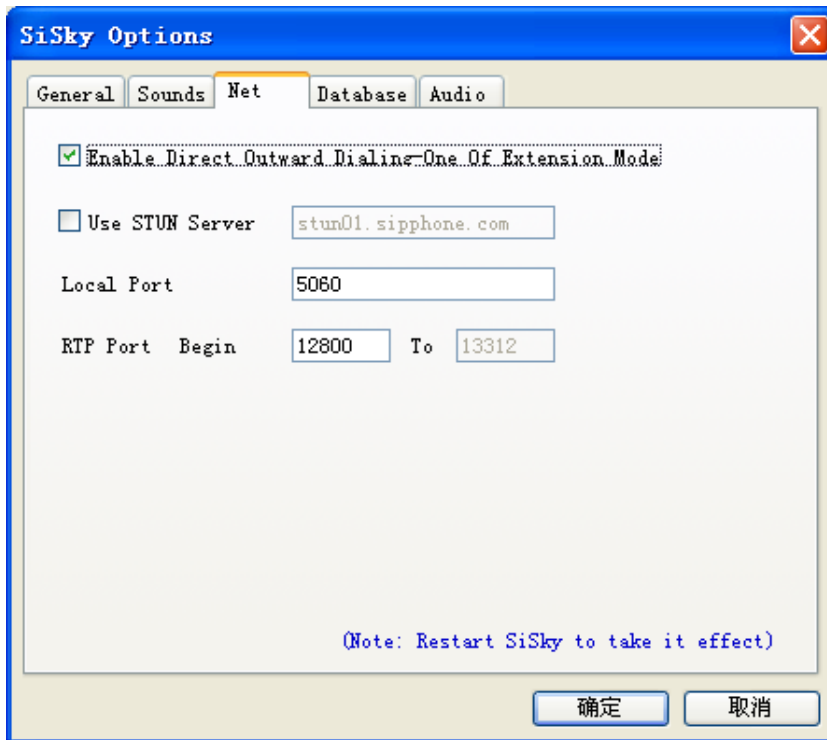 SiSky Options
General Sounds Net Database Audio
Enable Direct Outward Dialing-One Of Extension Mode
Use STUN Server stun01.sipphone.com
Local Port 5060
RTP Port Begin 12800 To 13312
(Note: Restart SiSky to take it effect)
确定 取消